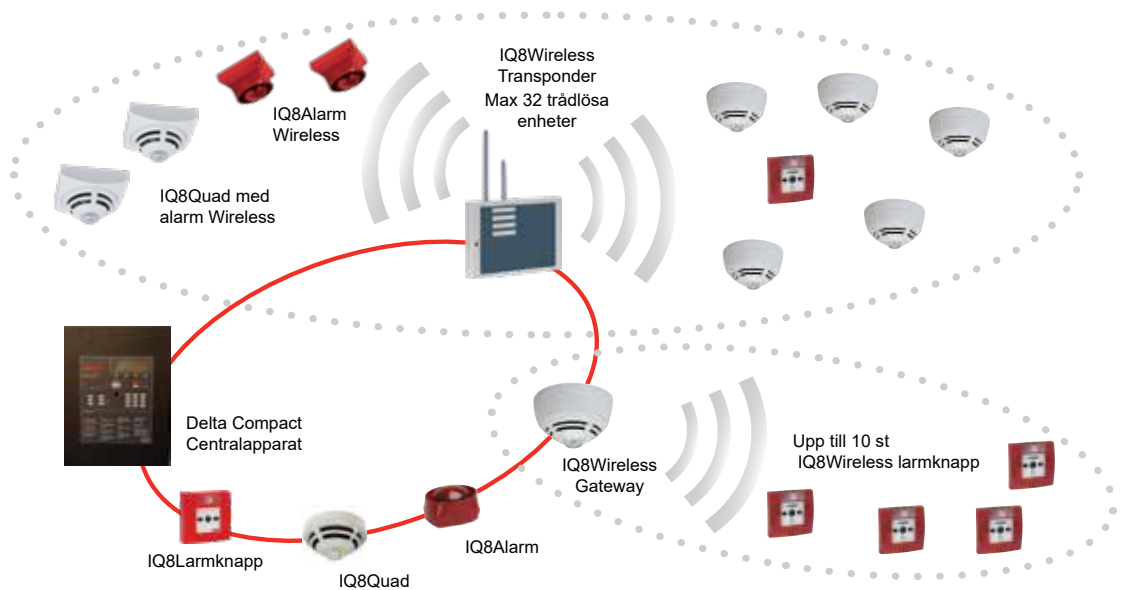 IQ8Wireless
Transponder
Max 32 trådlösa
enheter
IQ8Alarm
Wireless
IQ8Quad med
alarm Wireless
Delta Compact
Centralapparat
IQ8Wireless
Gateway
Upp till 10 st
IQ8Wireless larmknapp
IQ8Alarm
IQ8Larmknapp
IQ8Quad